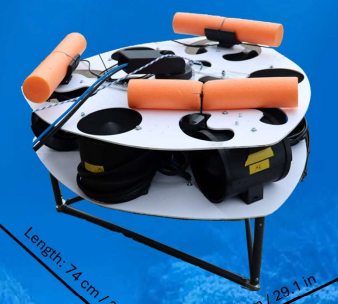 Length: 74 cm /
/ 29.1 in